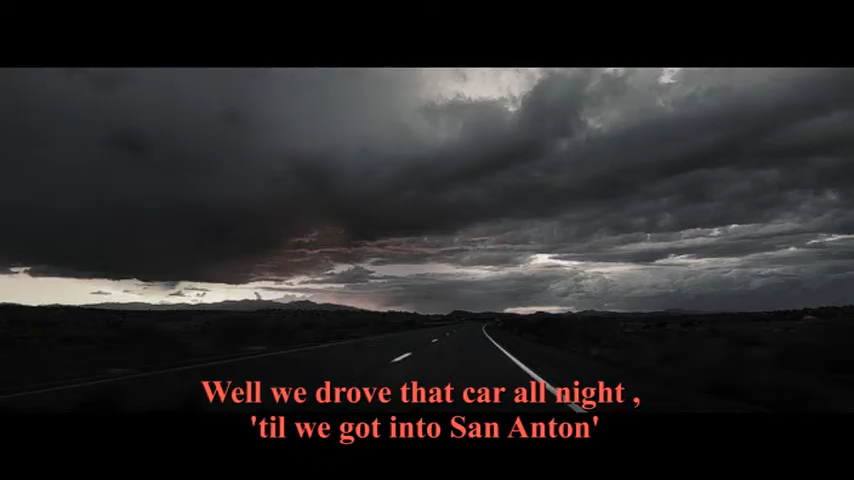 Well we drove that car all night ,
'til we got into San Anton'